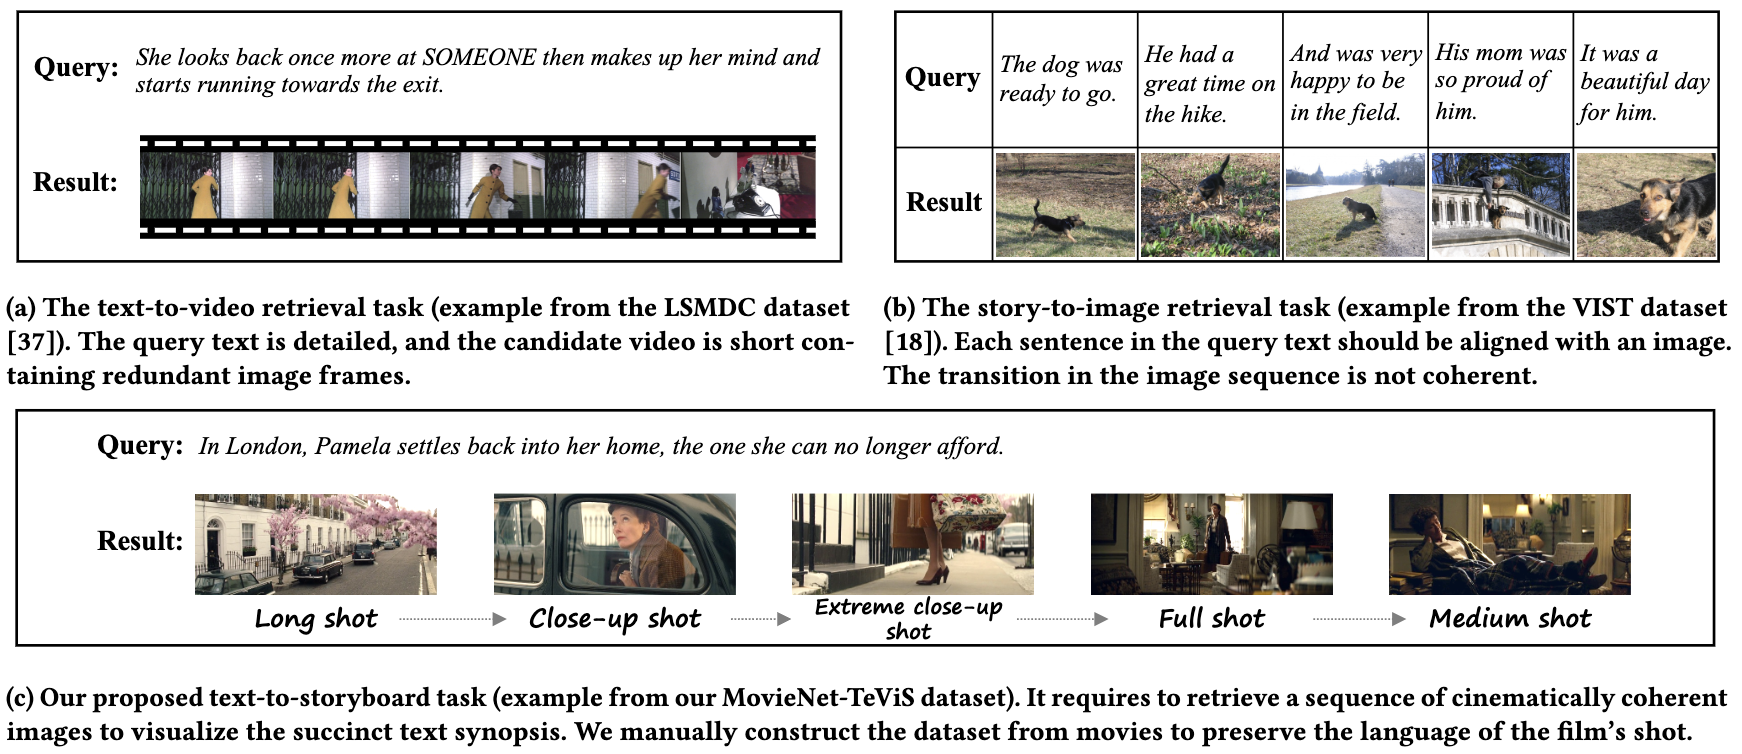 Query: She looks back once more at SOMEONE then makes up her mind and
starts running towards the exit.
Result:
(a) The text-to-video retrieval task (example from the LSMDC dataset
[37]). The query text is detailed, and the candidate video is short con-
taining redundant image frames.
Query
The dog was
ready to go.
He had a
great time on
the hike.
And was very
happy to be
in the field.
His mom was
so proud of
him.
It was a
beautiful day
for him.
Result
(b) The story-to-image retrieval task (example from the VIST dataset
[18]). Each sentence in the query text should be aligned with an image.
The transition in the image sequence is not coherent.
Query: In London, Pamela settles back into her home, the one she can no longer afford.
Result:
Long shot
Close-up shot
Extreme close-up
shot
Full shot
Medium shot
(c) Our proposed text-to-storyboard task (example from our MovieNet-TeViS dataset). It requires to retrieve a sequence of cinematically coherent
images to visualize the succinct text synopsis. We manually construct the dataset from movies to preserve the language of the film's shot.